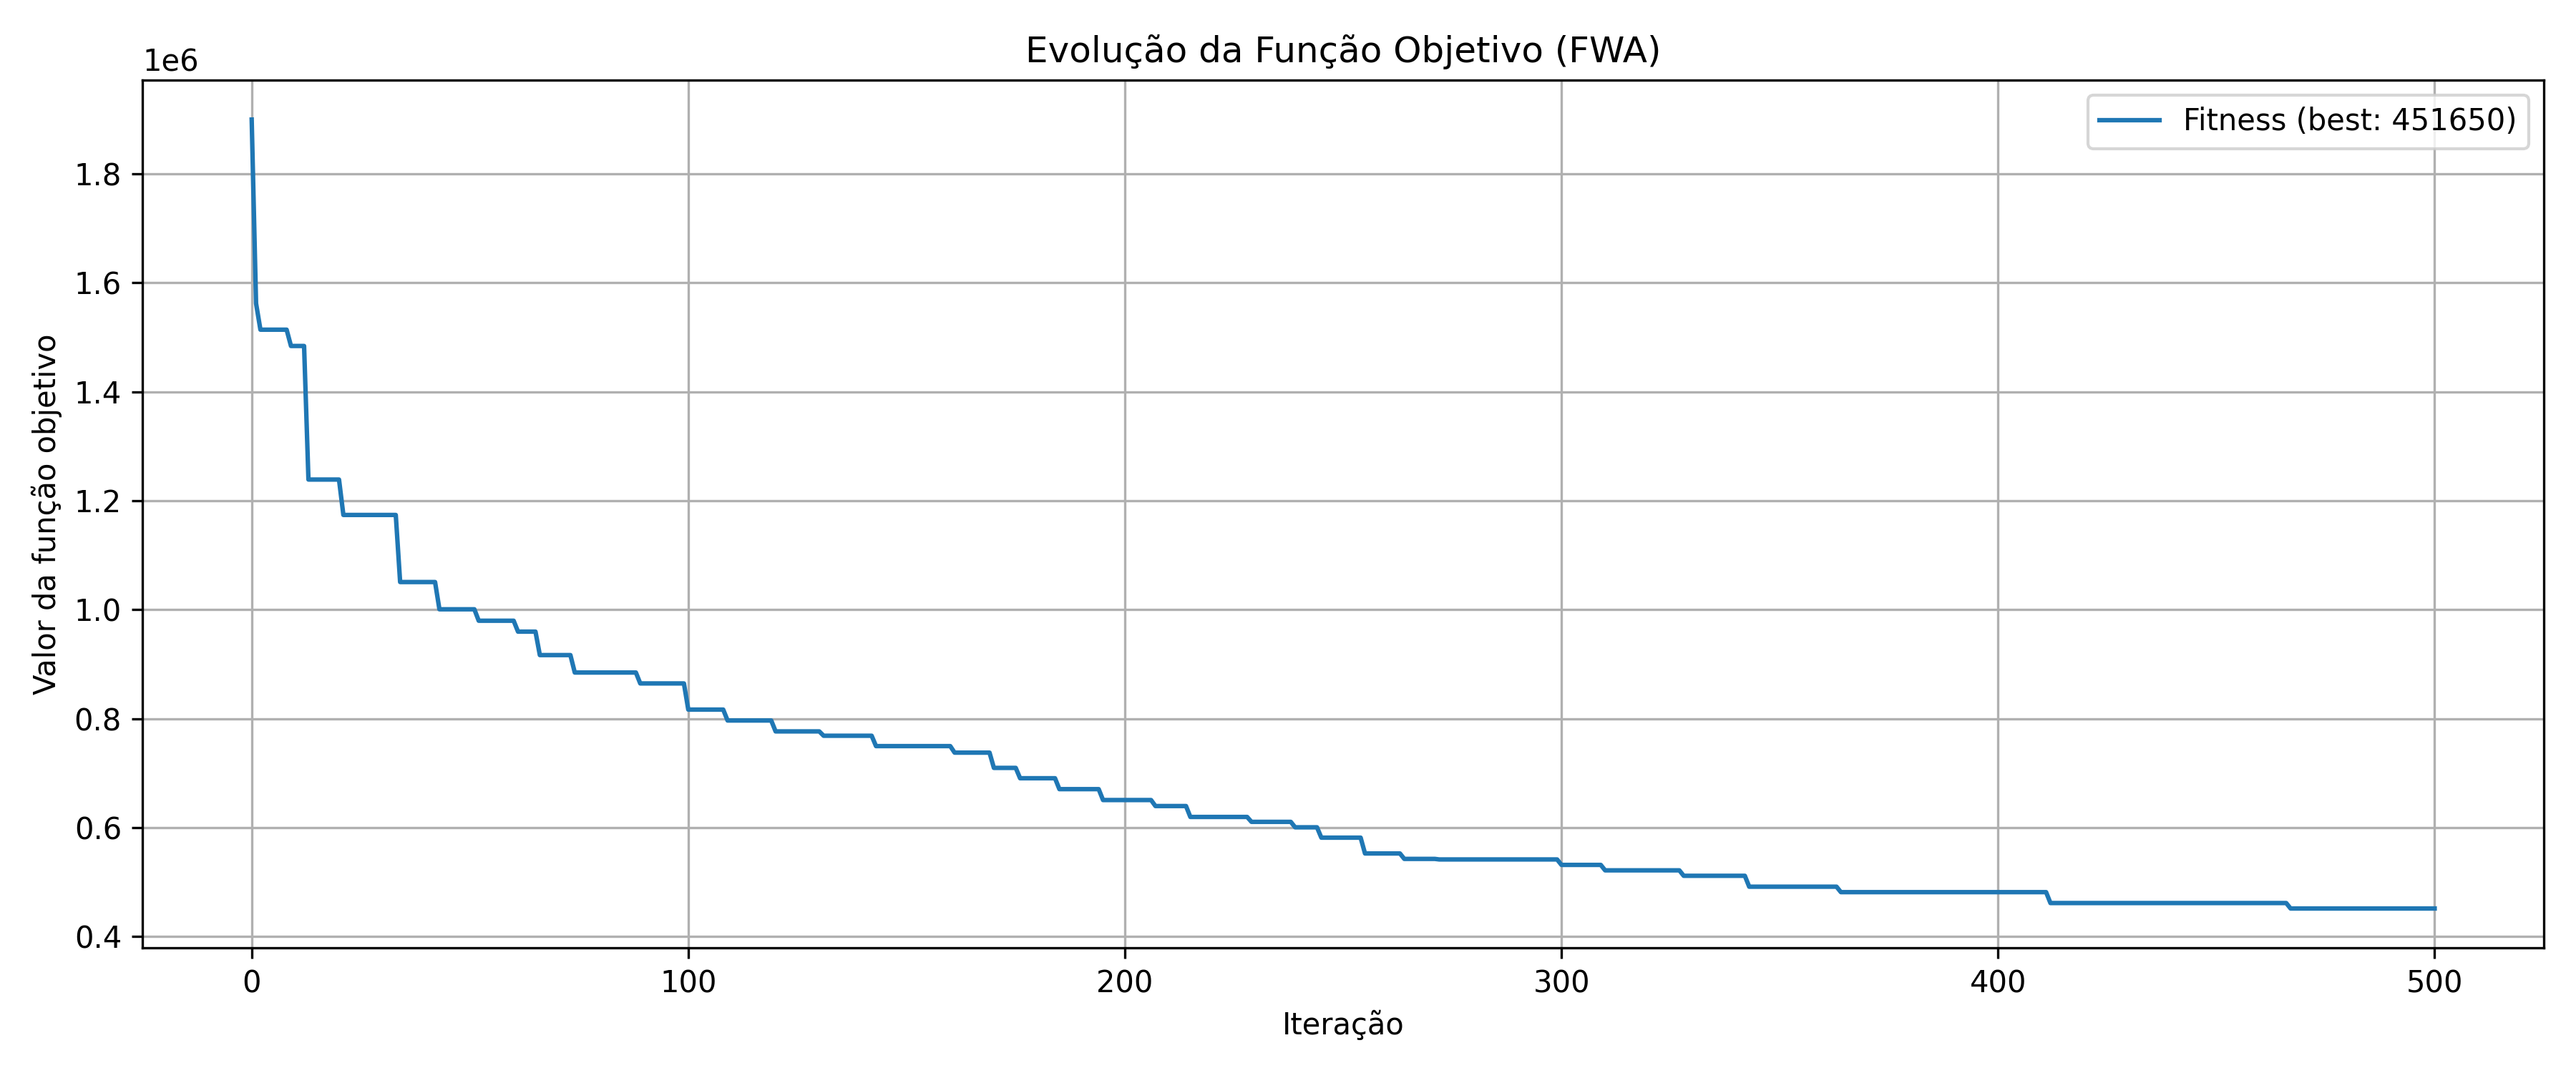 Evolução da Função Objetivo (FWA)
1e6
Fitness (best: 451650)
1.8
1.6
1.4
1.2
1.0
0.8
0.6
0.4
Valor da função objetivo
0 100 200 300 400 500
Iteração